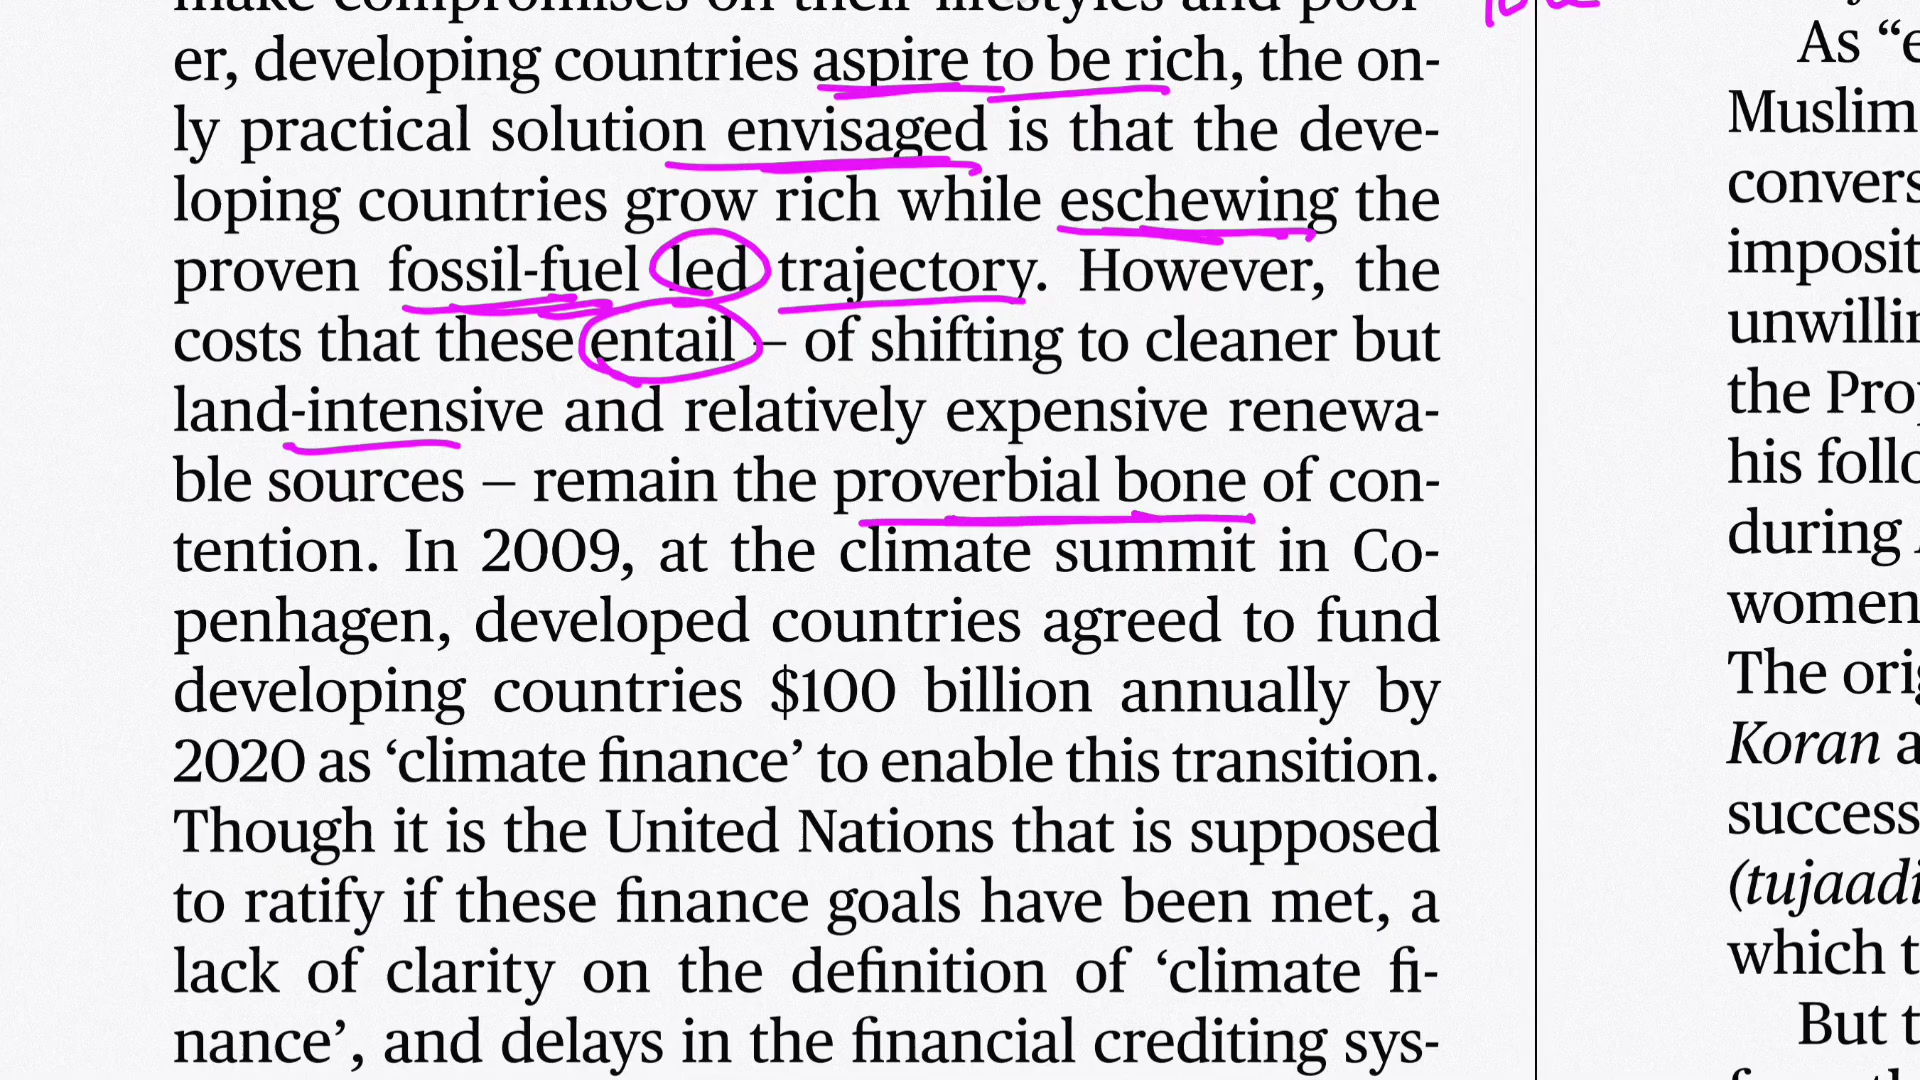 er, developing countries aspire to be rich, the on-
ly practical solution envisaged is that the deve-
loping countries grow rich while eschewing the
proven fossil-fuel led trajectory. However, the
costs that these entail – of shifting to cleaner but
land-intensive and relatively expensive renewa-
ble sources – remain the proverbial bone of con-
tention. In 2009, at the climate summit in Co-
penhagen, developed countries agreed to fund
developing countries $100 billion annually by
2020 as ‘climate finance’ to enable this transition.
Though it is the United Nations that is supposed
to ratify if these finance goals have been met, a
lack of clarity on the definition of ‘climate fi-
nance’, and delays in the financial crediting sys-
As “e
Muslim
convers
imposit
unwillin
the Prop
his follo
during
women
The orig
Koran a
success
(tujaadi
which t
But t